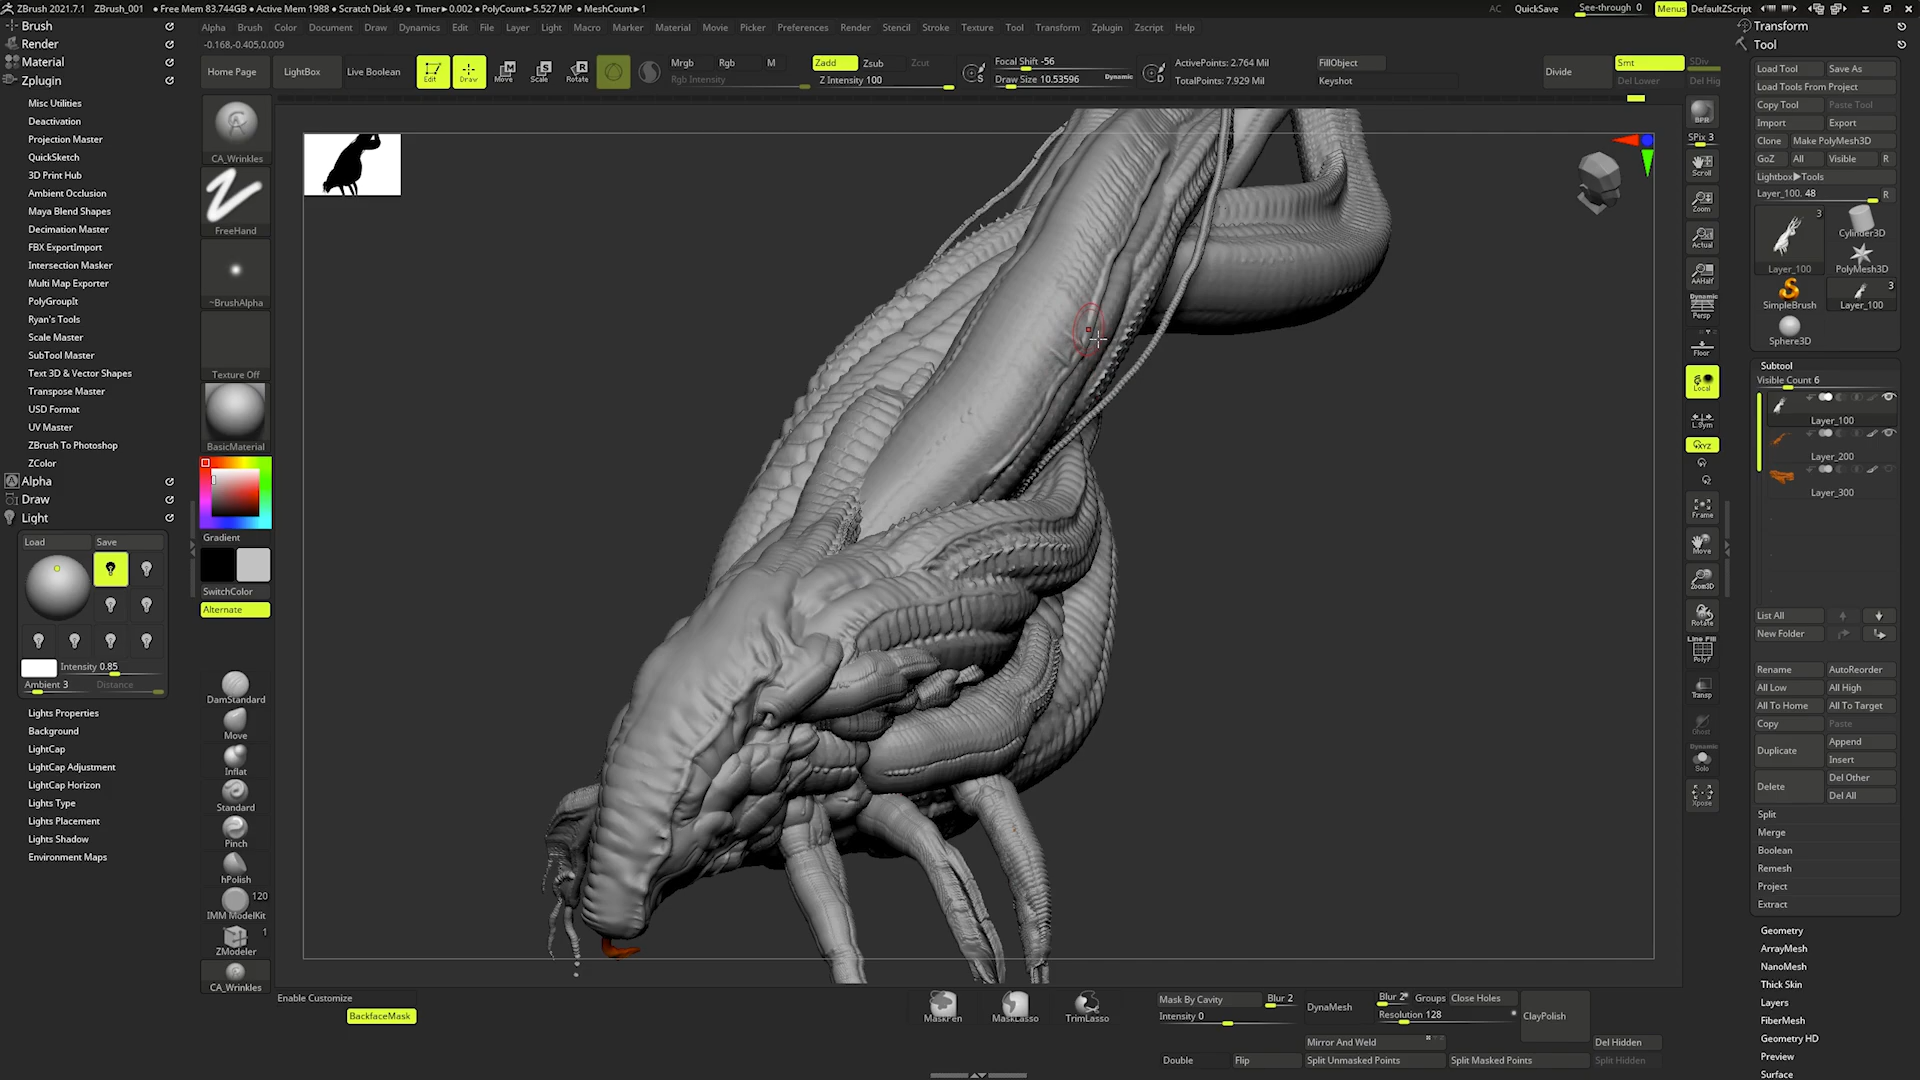 ZBrush 2021.7.1 ZBrush_001 • Free Mem 83.744GB • Active Mem 1988 • Scratch Disk 49 • Timer▶0.002 • PolyCount▶5.527 MP • MeshCount▶1 AC QuickSave See-through 0 Menus DefaultZScript
Brush
Render
Material
Zplugin
Misc Utilities
Deactivation
Projection Master
QuickSketch
3D Print Hub
Ambient Occlusion
Maya Blend Shapes
Decimation Master
FBX ExportImport
Intersection Masker
Multi Map Exporter
PolyGroupIt
Ryan's Tools
Scale Master
SubTool Master
Text 3D & Vector Shapes
Transpose Master
USD Format
UV Master
ZBrush To Photoshop
ZColor
Alpha
Draw
Light
Load Save
Intensity 0.85
Ambient 3 Distance
Lights Properties
Background
LightCap
LightCap Adjustment
LightCap Horizon
Lights Type
Lights Placement
Lights Shadow
Environment Maps
Alpha Brush Color Document Draw Dynamics Edit File Layer Light Macro Marker Material Movie Picker Preferences Render Stencil Stroke Texture Tool Transform Zplugin Zscript Help
-0.168,-0.405,0.009
Home Page LightBox Live Boolean
Edit Draw Move Scale Rotate
Mrgb Rgb M
Rgb Intensity
Zadd Zsub Zcut
Z Intensity 100
S
Focal Shift -56
Draw Size 10.53596 Dynamic
D
ActivePoints: 2.764 Mil
TotalPoints: 7.929 Mil
FillObject
Keyshot
Divide
Smt SDiv
Del Lower Del Hig
CA_Wrinkles
FreeHand
~BrushAlpha
Texture Off
BasicMaterial
Gradient
SwitchColor
Alternate
DamStandard
Move
Inflat
Standard
Pinch
hPolish
120
IMM ModelKit
1
ZModeler
CA_Wrinkles
Enable Customize
BackfaceMask
MaskPen MaskLasso TrimLasso
Mask By Cavity Blur 2
Intensity 0
DynaMesh
Blur 2 Groups Close Holes
Resolution 128
ClayPolish
Mirror And Weld
Del Hidden
Double Flip Split Unmasked Points Split Masked Points Split Hidden
BPR
SPix 3
Scroll
Zoom
Actual
AAHalf
Dynamic
Persp
Floor
Local
L.Sym
XYZ
Frame
Move
Zoom3D
Rotate
Line Fill
PolyF
Transp
Ghost
Dynamic
Solo
Xpose
Transform
Tool
Load Tool Save As
Load Tools From Project
Copy Tool Paste Tool
Import Export
Clone Make PolyMesh3D
GoZ All Visible R
Lightbox▶Tools
Layer_100. 48 R
3
Layer_100
Cylinder3D
PolyMesh3D
SimpleBrush
3
Layer_100
Sphere3D
Subtool
Visible Count 6
Layer_100
Layer_200
Layer_300
List All
New Folder
Rename AutoReorder
All Low All High
All To Home All To Target
Copy Paste
Duplicate Append
Insert
Delete Del Other
Del All
Split
Merge
Boolean
Remesh
Project
Extract
Geometry
ArrayMesh
NanoMesh
Thick Skin
Layers
FiberMesh
Geometry HD
Preview
Surface